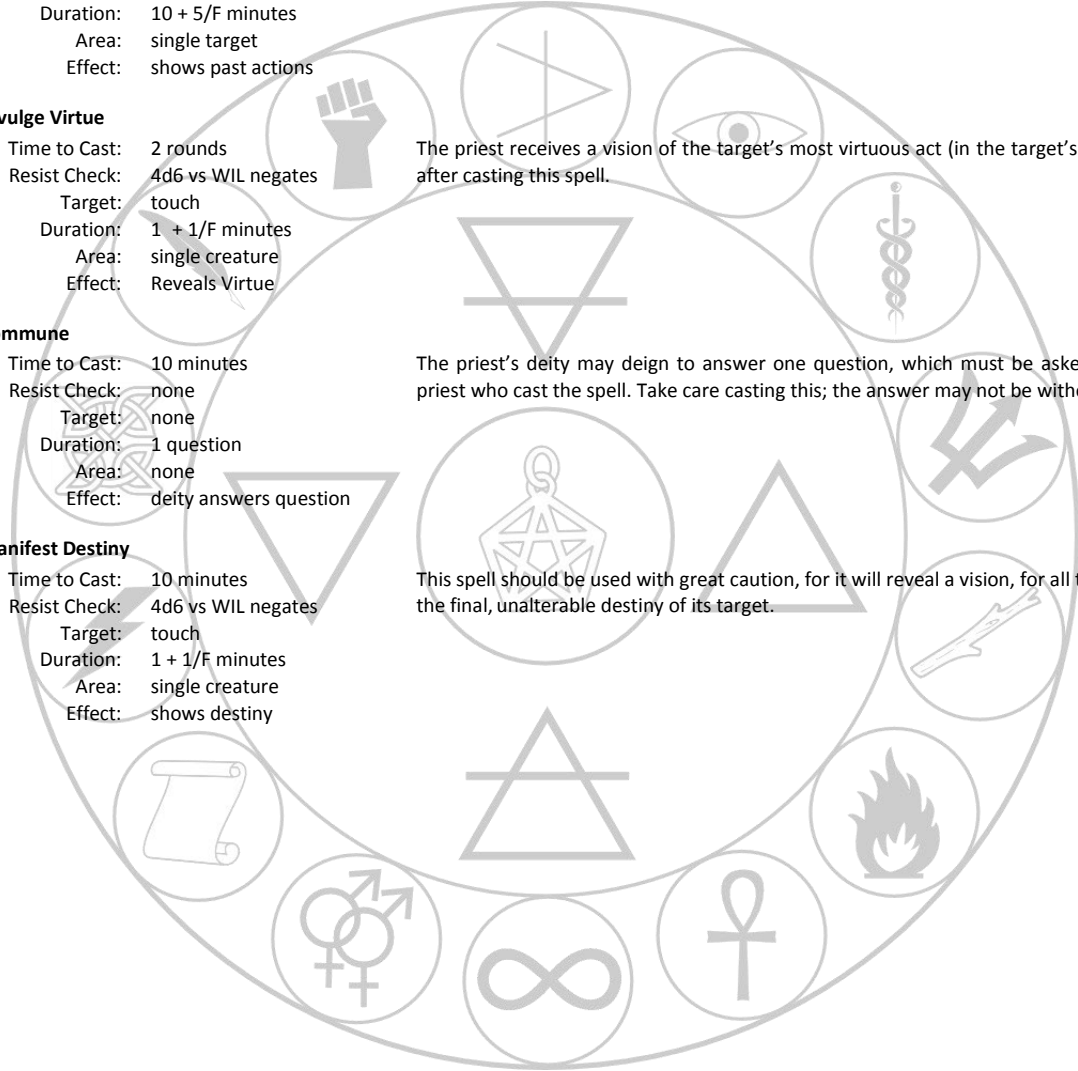 Duration: 10 + 5/F minutes
Area: single target
Effect: shows past actions
vulge Virtue
Time to Cast: 2 rounds The priest receives a vision of the target’s most virtuous act (in the target’s
Resist Check: 4d6 vs WIL negates after casting this spell.
Target: touch
Duration: 1 + 1/F minutes
Area: single creature
Effect: Reveals Virtue
mmune
Time to Cast: 10 minutes The priest’s deity may deign to answer one question, which must be aske
Resist Check: none priest who cast the spell. Take care casting this; the answer may not be witho
Target: none
Duration: 1 question
Area: none
Effect: deity answers question
anifest Destiny
Time to Cast: 10 minutes This spell should be used with great caution, for it will reveal a vision, for all
Resist Check: 4d6 vs WIL negates the final, unalterable destiny of its target.
Target: touch
Duration: 1 + 1/F minutes
Area: single creature
Effect: shows destiny